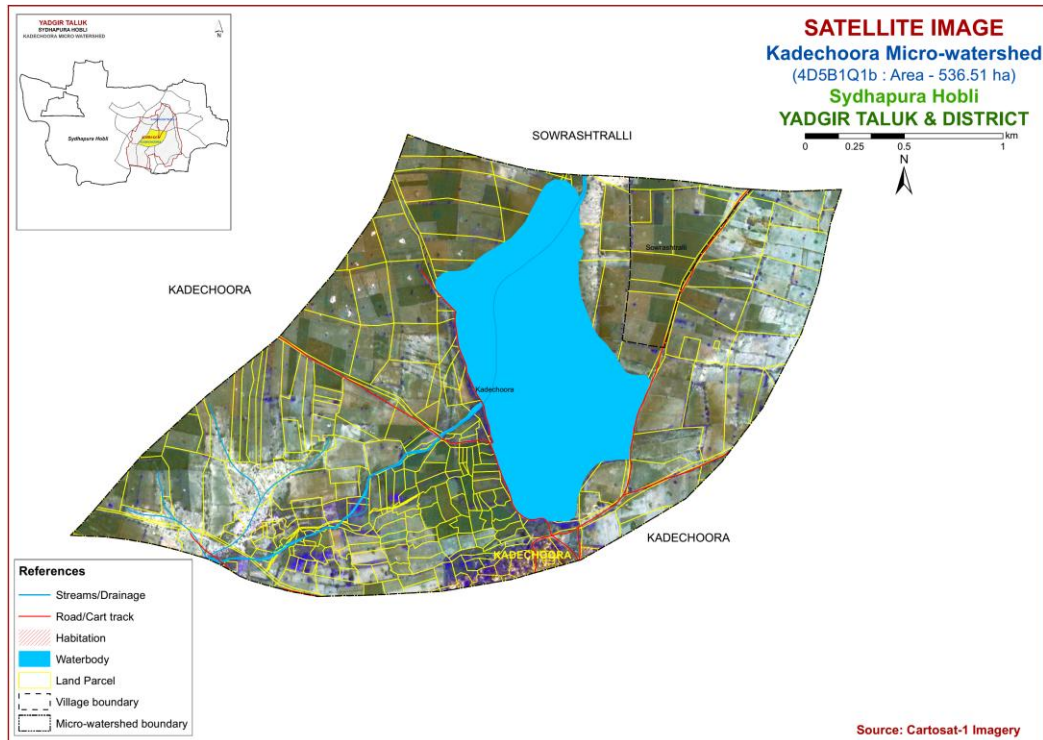 YADGIR TALUK
SYDHAPURA HOBLI
KADECHOORA MICRO WATERSHED
N
Sydhapura Hobli
SATELLITE IMAGE
Kadechoora Micro-watershed
(4D5B1Q1b : Area - 536.51 ha)
Sydhapura Hobli
YADGIR TALUK & DISTRICT
km
0 0.25 0.5 1
N
SOWRASHTRALLI
Sowrashtralli
KADECHOORA
Kadechoora
KADECHOORA
KADECHOORA
References
Streams/Drainage
Road/Cart track
Habitation
Waterbody
Land Parcel
Village boundary
Micro-watershed boundary
Source: Cartosat-1 Imagery